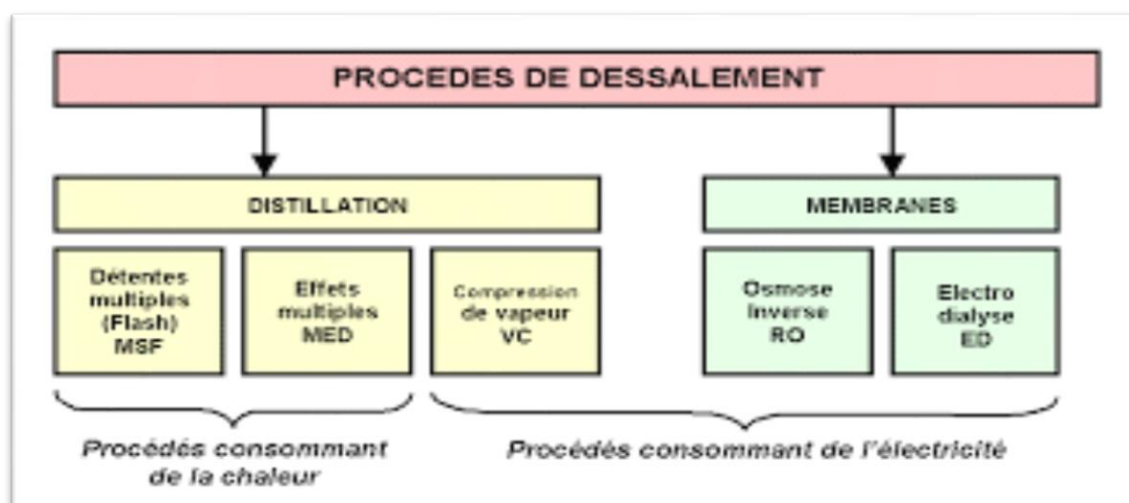 PROCEDES DE DESSALEMENT
DISTILLATION
MEMBRANES
Détentes
multiples
(Flash)
MSF
Effets
multiples
MED
Compression
de vapeur
VC
Osmose
Inverse
RO
Electro
dialyse
ED
Procédés consommant
de la chaleur
Procédés consommant de l'électricité